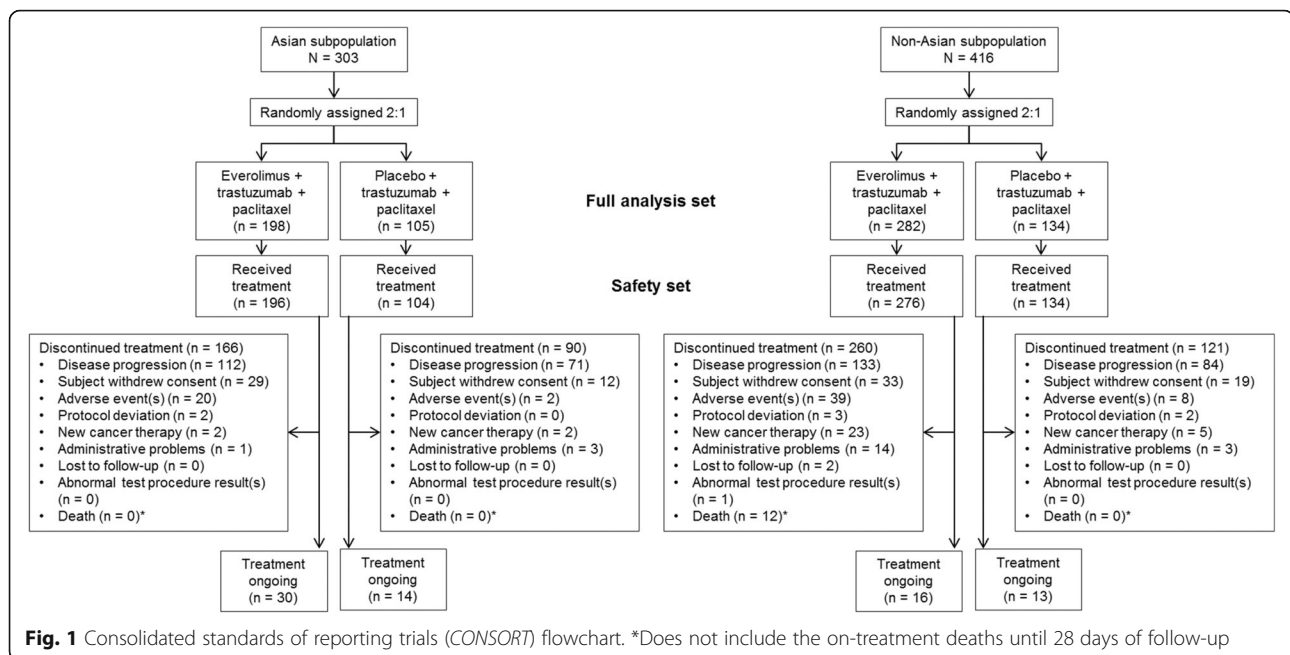 Asian subpopulation
N = 303
Randomly assigned 2:1
Everolimus +
trastuzumab +
paclitaxel
(n = 198)
Placebo +
trastuzumab +
paclitaxel
(n = 105)
Received
treatment
(n = 196)
Received
treatment
(n = 104)
Discontinued treatment (n = 166)
• Disease progression (n = 112)
• Subject withdrew consent (n = 29)
• Adverse event(s) (n = 20)
• Protocol deviation (n = 2)
• New cancer therapy (n = 2)
• Administrative problems (n = 1)
• Lost to follow-up (n = 0)
• Abnormal test procedure result(s)
(n = 0)
• Death (n = 0)*
Discontinued treatment (n = 90)
• Disease progression (n = 71)
• Subject withdrew consent (n = 12)
• Adverse event(s) (n = 2)
• Protocol deviation (n = 0)
• New cancer therapy (n = 2)
• Administrative problems (n = 3)
• Lost to follow-up (n = 0)
• Abnormal test procedure result(s)
(n = 0)
• Death (n = 0)*
Treatment
ongoing
(n = 30)
Treatment
ongoing
(n = 14)
Full analysis set
Safety set
Non-Asian subpopulation
N = 416
Randomly assigned 2:1
Everolimus +
trastuzumab +
paclitaxel
(n = 282)
Placebo +
trastuzumab +
paclitaxel
(n = 134)
Received
treatment
(n = 276)
Received
treatment
(n = 134)
Discontinued treatment (n = 260)
• Disease progression (n = 133)
• Subject withdrew consent (n = 33)
• Adverse event(s) (n = 39)
• Protocol deviation (n = 3)
• New cancer therapy (n = 23)
• Administrative problems (n = 14)
• Lost to follow-up (n = 2)
• Abnormal test procedure result(s)
(n = 1)
• Death (n = 12)*
Discontinued treatment (n = 121)
• Disease progression (n = 84)
• Subject withdrew consent (n = 19)
• Adverse event(s) (n = 8)
• Protocol deviation (n = 2)
• New cancer therapy (n = 5)
• Administrative problems (n = 3)
• Lost to follow-up (n = 0)
• Abnormal test procedure result(s)
(n = 0)
• Death (n = 0)*
Treatment
ongoing
(n = 16)
Treatment
ongoing
(n = 13)
Fig. 1 Consolidated standards of reporting trials (CONSORT) flowchart. *Does not include the on-treatment deaths until 28 days of follow-up